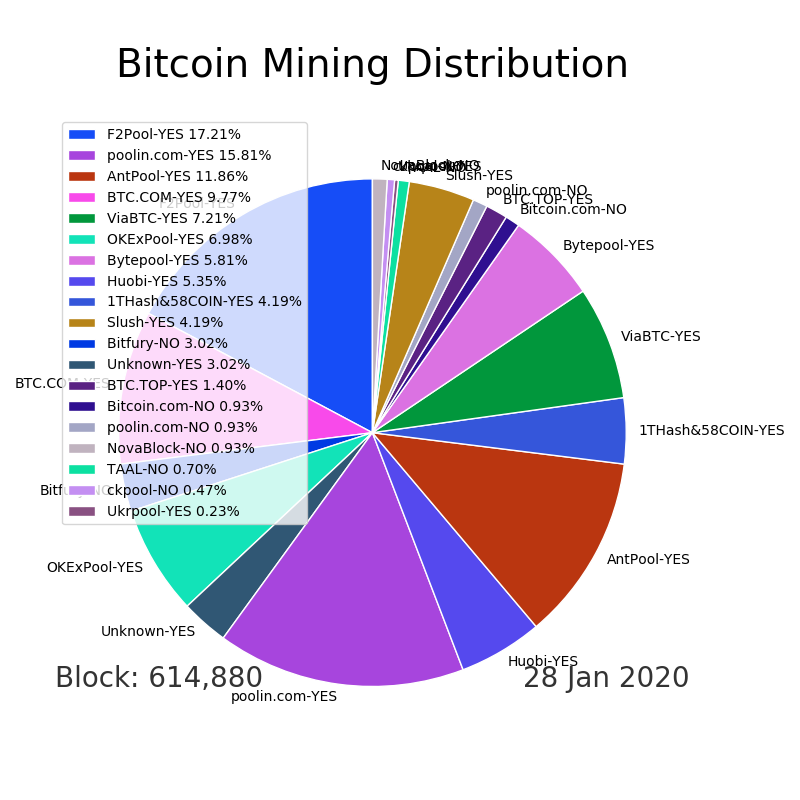 Bitcoin Mining Distribution
F2Pool-YES 17.21%
poolin.com-YES 15.81%
AntPool-YES 11.86%
BTC.COM-YES 9.77%
ViaBTC-YES 7.21%
OKExPool-YES 6.98%
Bytepool-YES 5.81%
Huobi-YES 5.35%
1THash&58COIN-YES 4.19%
Slush-YES 4.19%
Bitfury-NO 3.02%
Unknown-YES 3.02%
BTC.TOP-YES 1.40%
Bitcoin.com-NO 0.93%
poolin.com-NO 0.93%
NovaBlock-NO 0.93%
TAAL-NO 0.70%
ckpool-NO 0.47%
Ukrpool-YES 0.23%
Slush-YES
poolin.com-NO
BTC.TOP-YES
Bitcoin.com-NO
Bytepool-YES
ViaBTC-YES
1THash&58COIN-YES
AntPool-YES
Huobi-YES
poolin.com-YES
Unknown-YES
OKExPool-YES
Bitfury-NO
BTC.COM-YES
F2Pool-YES
Block: 614,880
28 Jan 2020